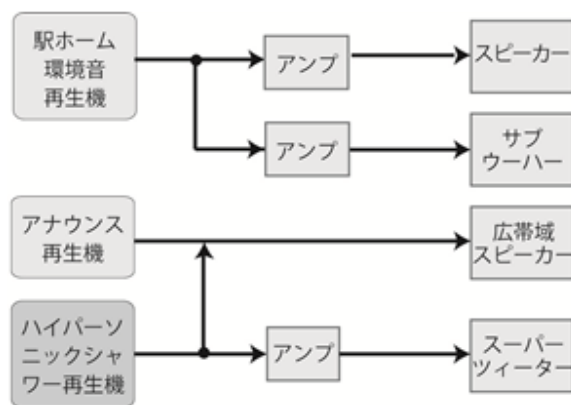 駅ホーム
環境音
再生機
アンプ
スピーカー
アンプ
サブ
ウーハー
アナウンス
再生機
広帯域
スピーカー
ハイパーソ
ニックシャ
ワー再生機
アンプ
スーパー
ツィーター